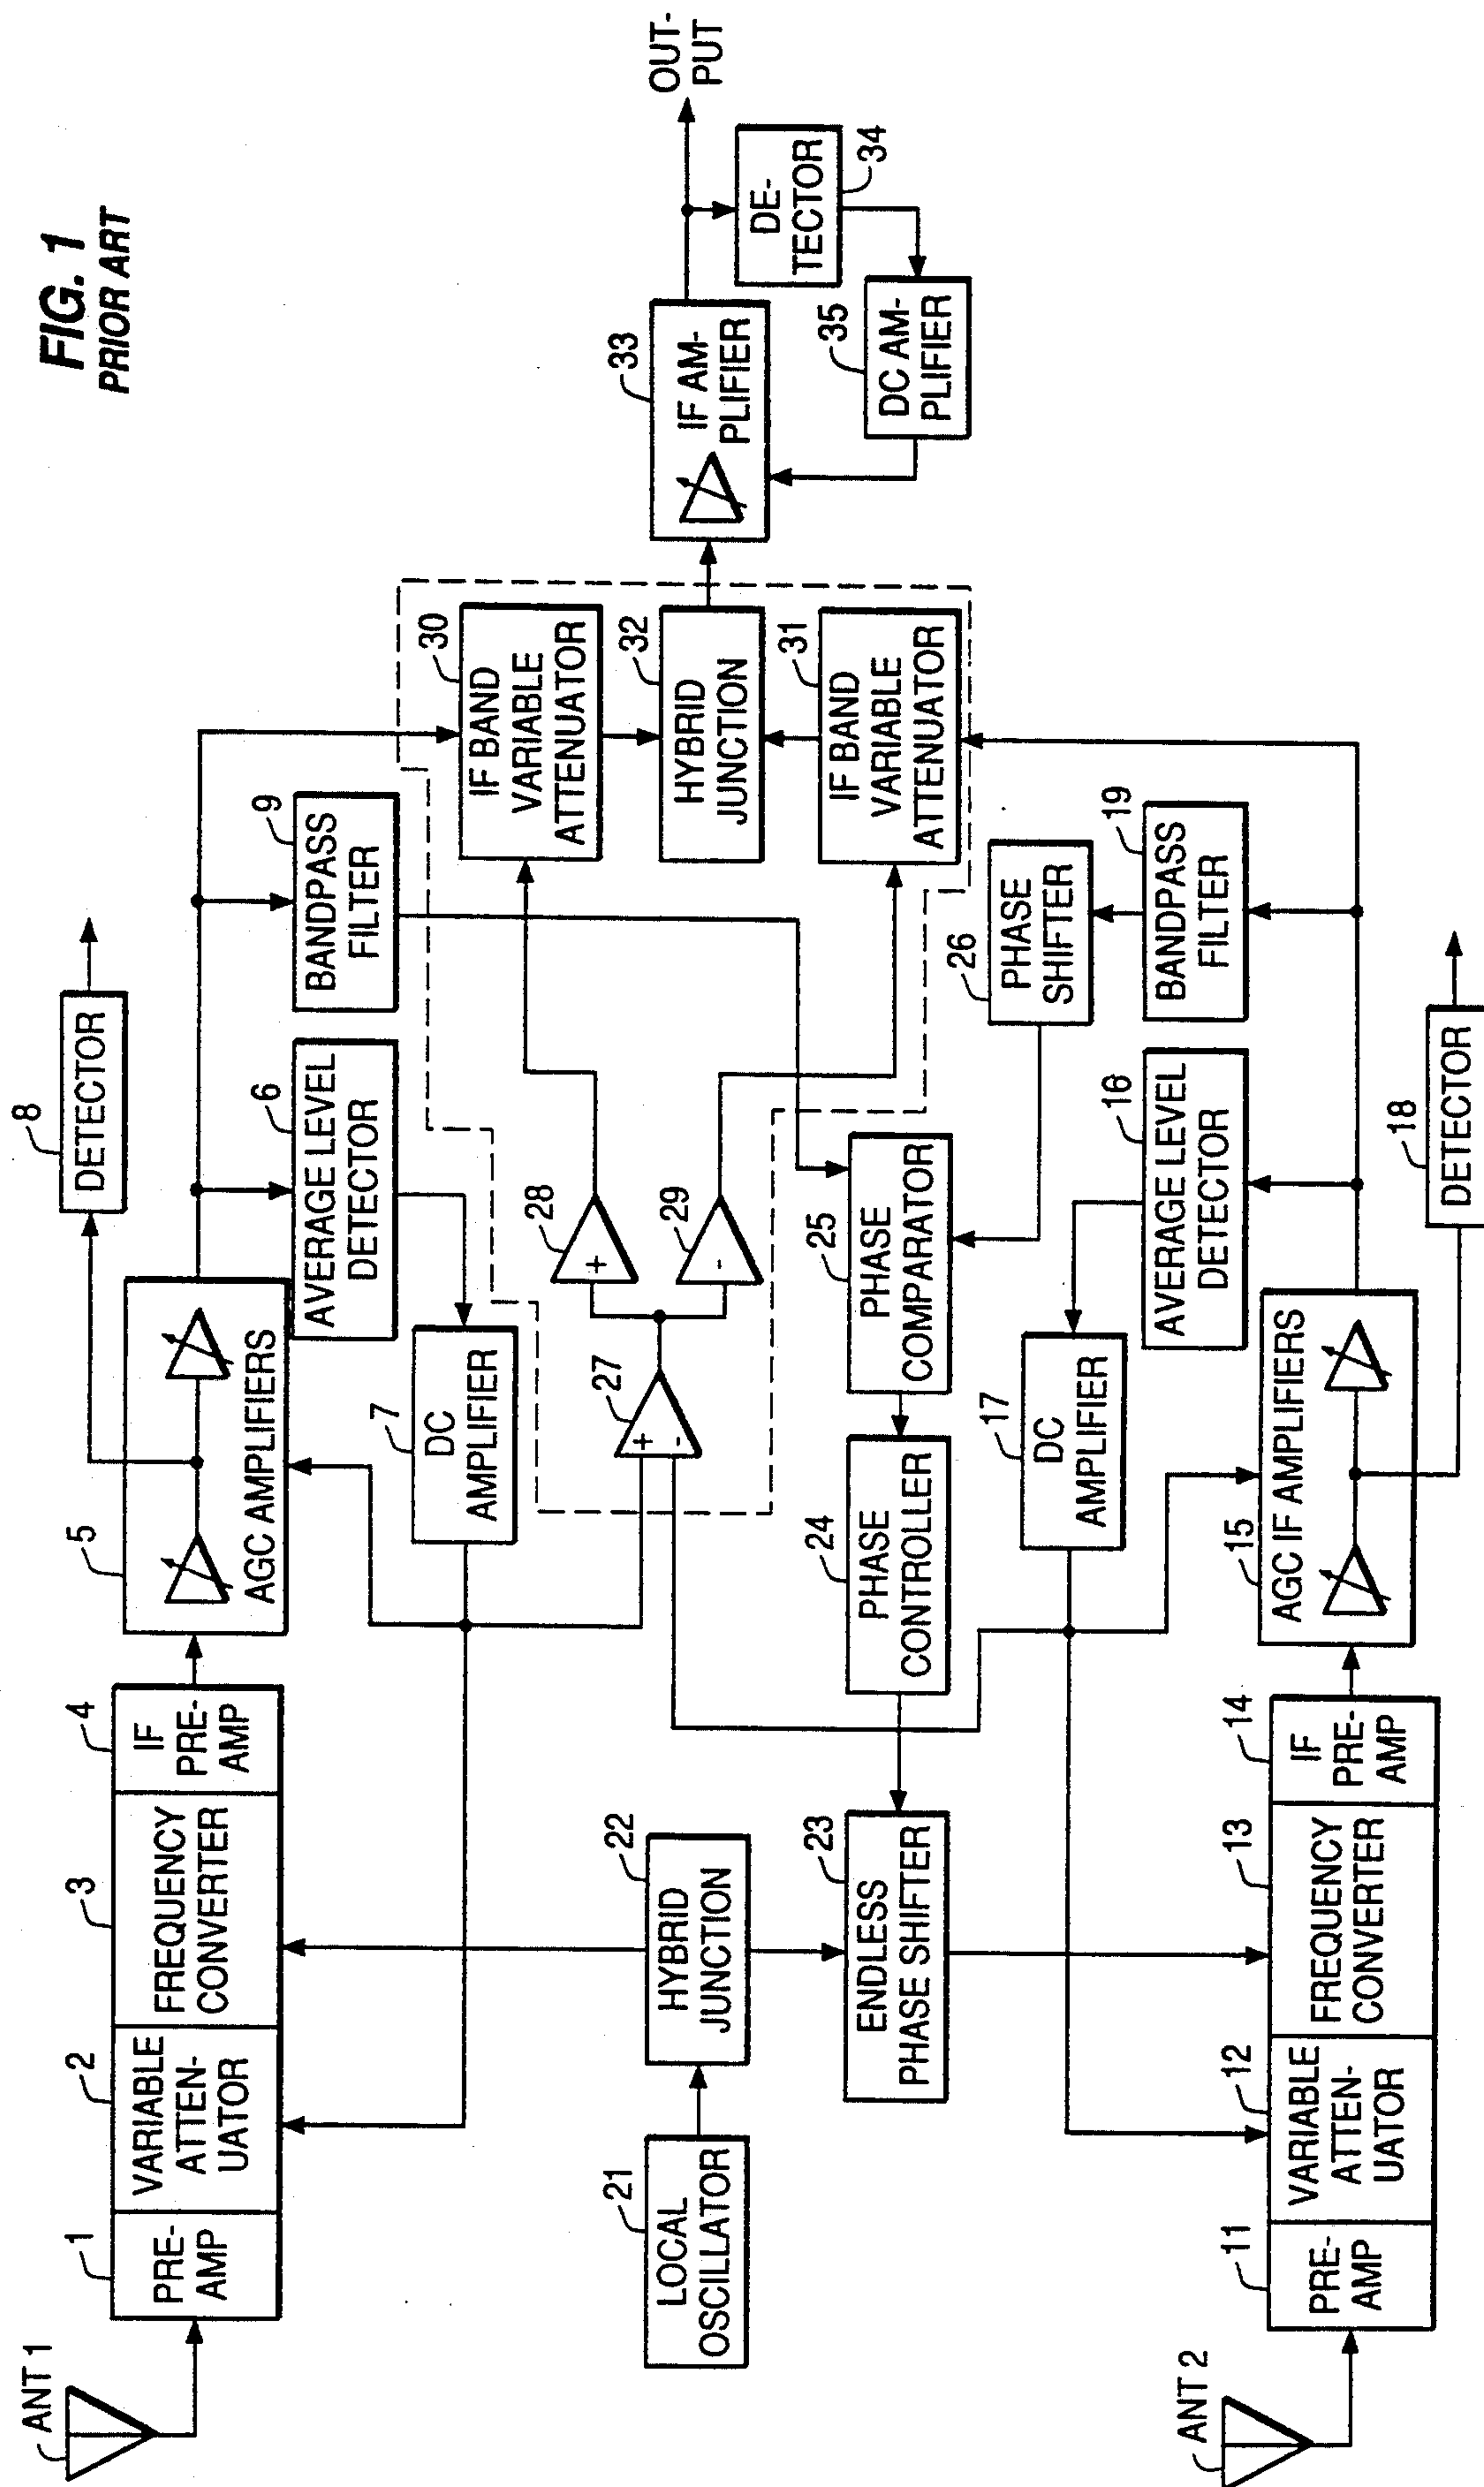 FIG. 1
PRIOR ART
ANT 1
1
PRE-
AMP
2
VARIABLE
ATTEN-
UATOR
3
FREQUENCY
CONVERTER
4
IF
PRE-
AMP
5
AGC AMPLIFIERS
8
DETECTOR
6
AVERAGE LEVEL
DETECTOR
7
DC
AMPLIFIER
9
BANDPASS
FILTER
21
LOCAL
OSCILLATOR
22
HYBRID
JUNCTION
23
ENDLESS
PHASE SHIFTER
24
PHASE
CONTROLLER
25
PHASE
COMPARATOR
26
PHASE
SHIFTER
27
+
-
28
+
29
-
30
IF BAND
VARIABLE
ATTENUATOR
32
HYBRID
JUNCTION
31
IF BAND
VARIABLE
ATTENUATOR
33
IF AM-
PLIFIER
OUT-
PUT
DE-
TECTOR
34
35
DC AM-
PLIFIER
ANT 2
11
PRE-
AMP
12
VARIABLE
ATTEN-
UATOR
13
FREQUENCY
CONVERTER
14
IF
PRE-
AMP
15
AGC IF AMPLIFIERS
17
DC
AMPLIFIER
16
AVERAGE LEVEL
DETECTOR
19
BANDPASS
FILTER
18
DETECTOR